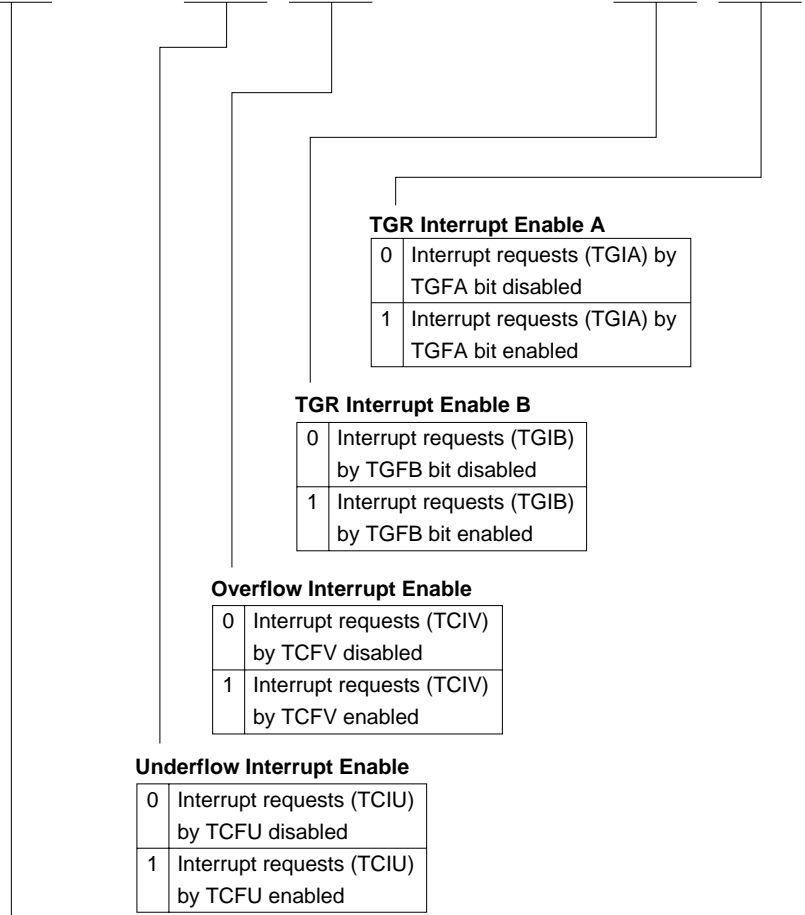 TGR Interrupt Enable A
0 Interrupt requests (TGIA) by
TGFA bit disabled
1 Interrupt requests (TGIA) by
TGFA bit enabled
TGR Interrupt Enable B
0 Interrupt requests (TGIB)
by TGFB bit disabled
1 Interrupt requests (TGIB)
by TGFB bit enabled
Overflow Interrupt Enable
0 Interrupt requests (TCIV)
by TCFV disabled
1 Interrupt requests (TCIV)
by TCFV enabled
Underflow Interrupt Enable
0 Interrupt requests (TCIU)
by TCFU disabled
1 Interrupt requests (TCIU)
by TCFU enabled